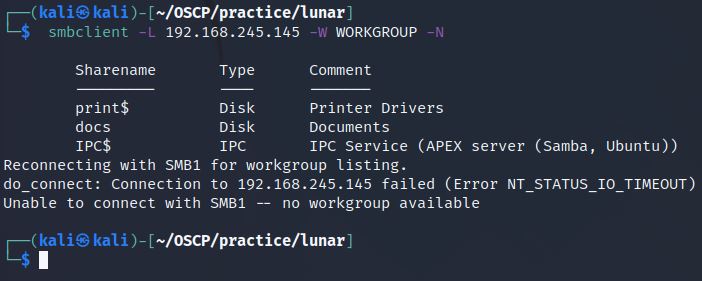 ┌──(kali㉿kali)-[~/OSCP/practice/lunar]
└─$ smbclient -L 192.168.245.145 -W WORKGROUP -N
Sharename Type Comment
--------- ---- -------
print$ Disk Printer Drivers
docs Disk Documents
IPC$ IPC IPC Service (APEX server (Samba, Ubuntu))
Reconnecting with SMB1 for workgroup listing.
do_connect: Connection to 192.168.245.145 failed (Error NT_STATUS_IO_TIMEOUT)
Unable to connect with SMB1 -- no workgroup available
┌──(kali㉿kali)-[~/OSCP/practice/lunar]
└─$